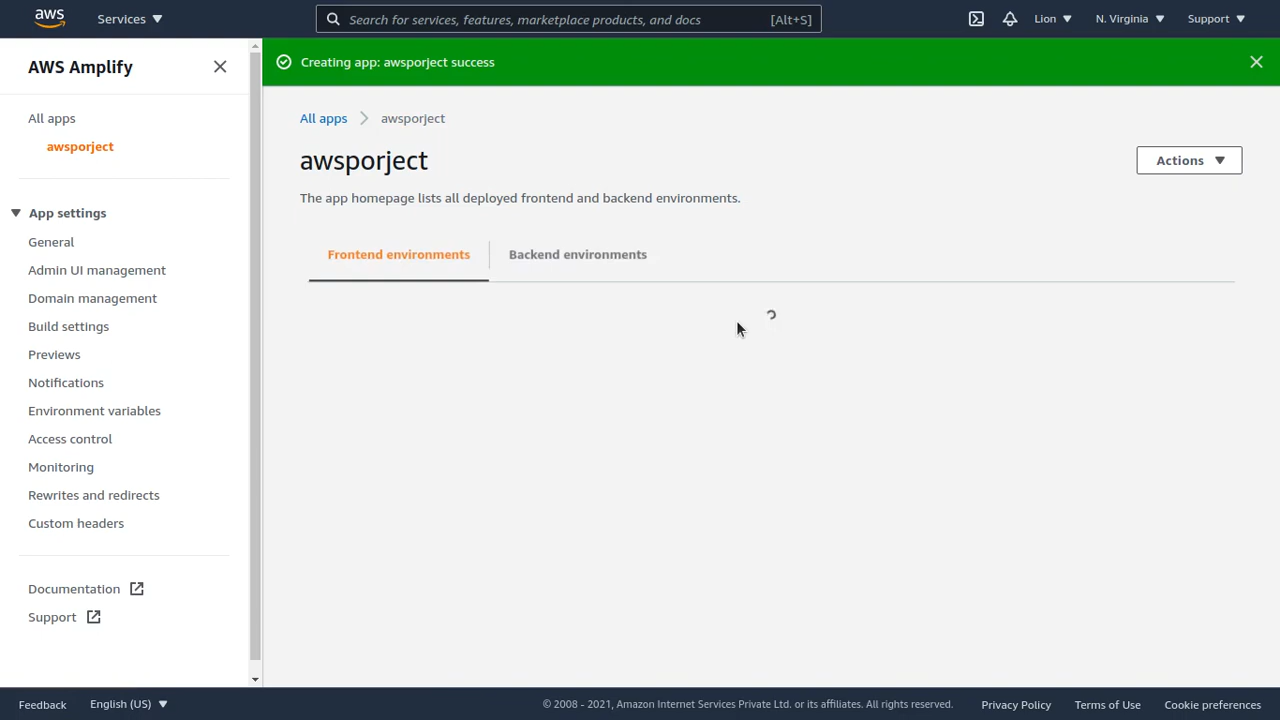 aws
Services
Search for services, features, marketplace products, and docs [Alt+S]
Lion
N. Virginia
Support
AWS Amplify
All apps
awsporject
App settings
General
Admin UI management
Domain management
Build settings
Previews
Notifications
Environment variables
Access control
Monitoring
Rewrites and redirects
Custom headers
Documentation
Support
Creating app: awsporject success
All apps awsporject
awsporject
Actions
The app homepage lists all deployed frontend and backend environments.
Frontend environments
Backend environments
Feedback
English (US)
© 2008 - 2021, Amazon Internet Services Private Ltd. or its affiliates. All rights reserved.
Privacy Policy
Terms of Use
Cookie preferences